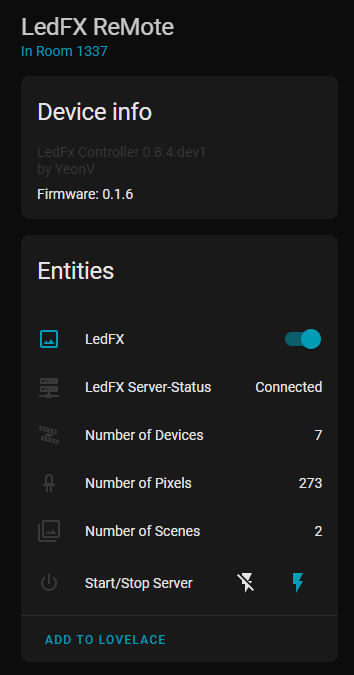 LedFX ReMote
In Room 1337
Device info
LedFx Controller 0.8.4.dev1
by YeonV
Firmware: 0.1.6
Entities
LedFX
LedFX Server-Status Connected
Number of Devices 7
Number of Pixels 273
Number of Scenes 2
Start/Stop Server
ADD TO LOVELACE